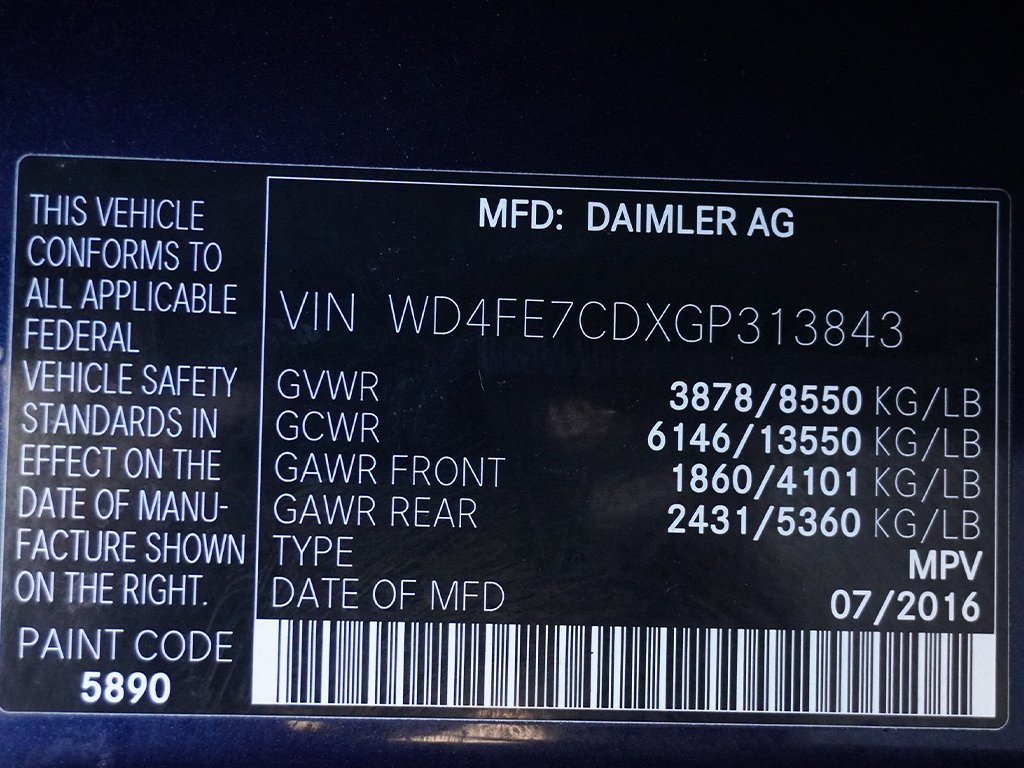 THIS VEHICLE
CONFORMS TO
ALL APPLICABLE
FEDERAL
VEHICLE SAFETY
STANDARDS IN
EFFECT ON THE
DATE OF MANU-
FACTURE SHOWN
ON THE RIGHT.
PAINT CODE
5890
MFD: DAIMLER AG
VIN WD4FE7CDXGP313843
GVWR 3878/8550 KG/LB
GCWR 6146/13550 KG/LB
GAWR FRONT 1860/4101 KG/LB
GAWR REAR 2431/5360 KG/LB
TYPE MPV
DATE OF MFD 07/2016